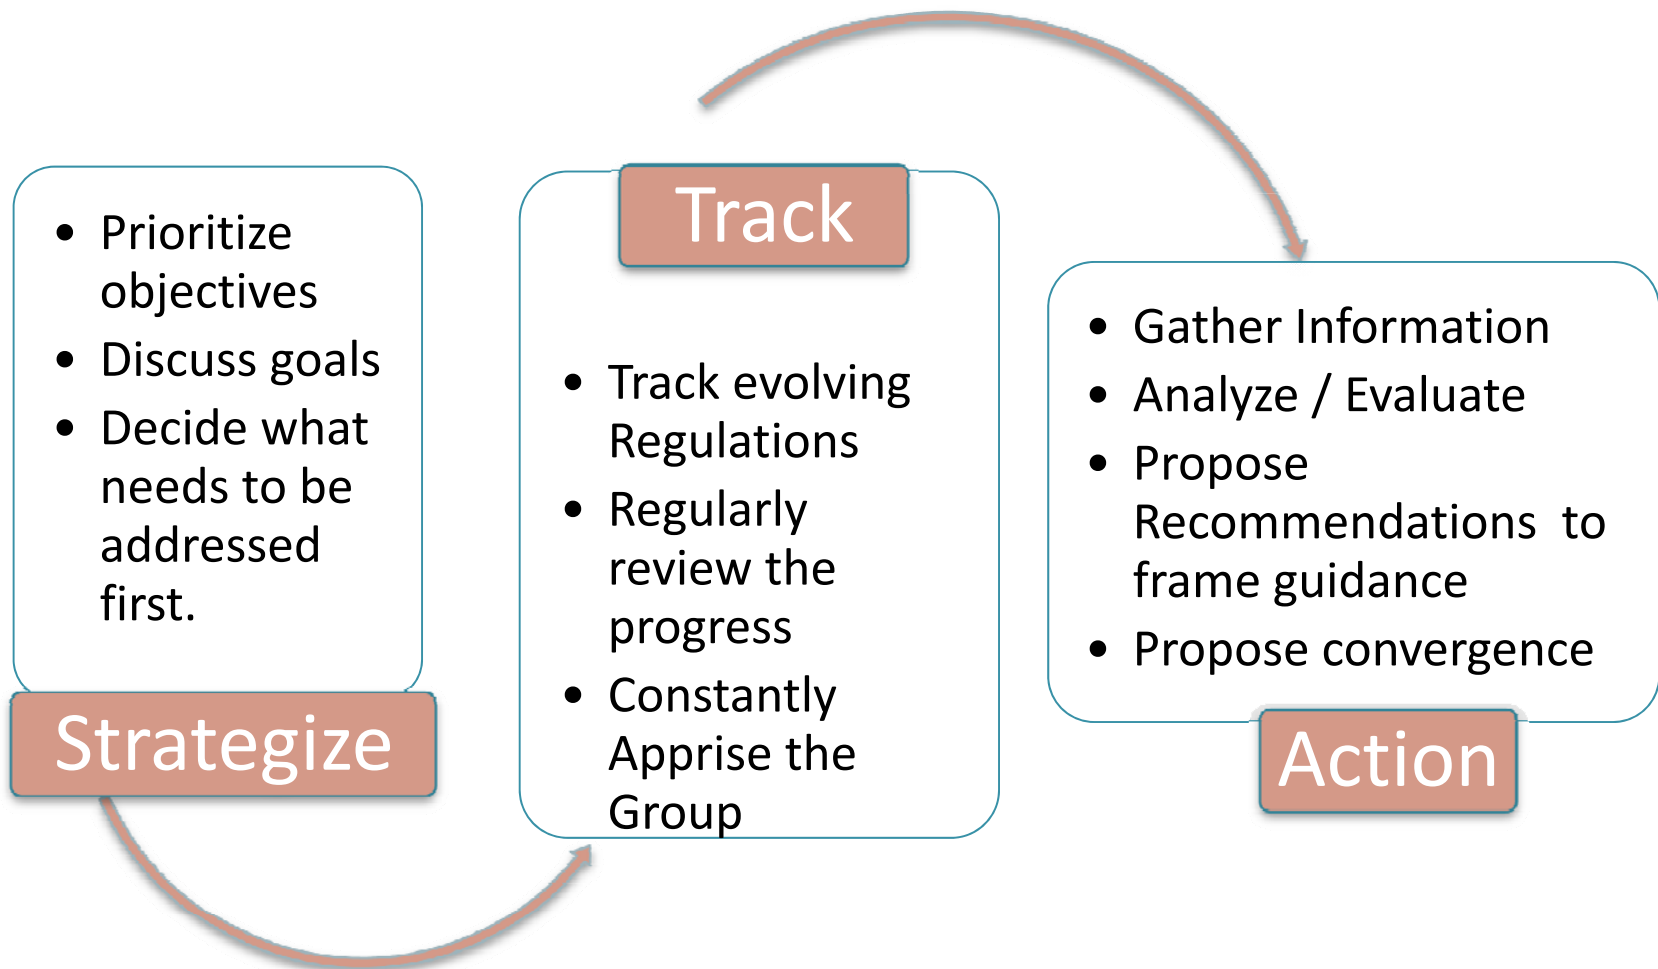 • Prioritize
objectives
• Discuss goals
• Decide what
needs to be
addressed
first.
Strategize
Track
• Track evolving
Regulations
• Regularly
review the
progress
• Constantly
Apprise the
Group
• Gather Information
• Analyze / Evaluate
• Propose
Recommendations  to
frame guidance
• Propose convergence
Action